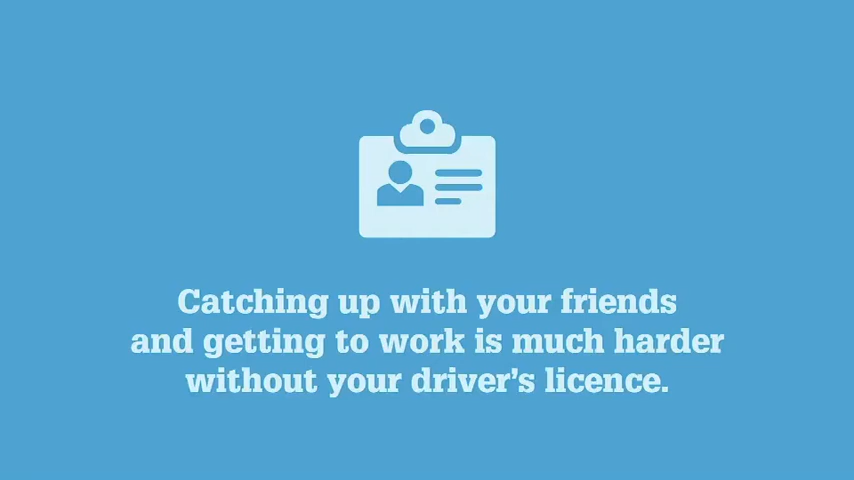 Catching up with your friends
and getting to work is much harder
without your driver’s licence.